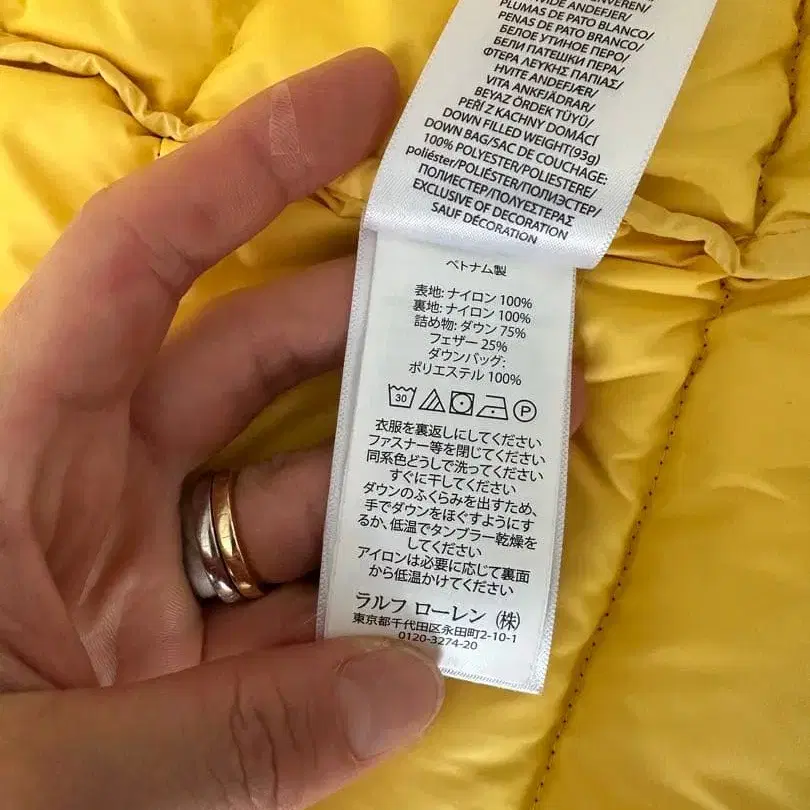 VIDE ANDEFJER/
PLUMAS DE PATO BLANCO/
PENAS DE PATO BRANCO/
БЕЛОЕ УТИНОЕ ПЕРО/
БЕЛИ ПАТЕШКИ ПЕРА/
ΦΤΕΡΑ ΛΕΥΚΗΣ ΠΑΠΙΑΣ/
HVITE ANDEFJÆR/
VITA ANKFJÄDRAR/
BEYAZ ÖRDEK TÜYÜ/
PEŘÍ Z KACHNY DOMÁCÍ
DOWN FILLED WEIGHT(93g)
DOWN BAG/SAC DE COUCHAGE:
100% POLYESTER/POLIESTERE/
poliéster/POLIÉSTER/ПОЛИЭСТЕР/
ПОЛИЕСТЕР/ΠΟΛΥΕΣΤΕΡΑΣ
EXCLUSIVE OF DECORATION
SAUF DÉCORATION
ベトナム製
表地: ナイロン 100%
裏地: ナイロン 100%
詰め物: ダウン 75%
フェザー 25%
ダウンバッグ:
ポリエステル 100%
30 P
衣服を裏返しにしてください
ファスナー等を閉じてください
同系色どうしで洗ってください
すぐに干してください
ダウンのふくらみを出すため、
手でダウンをほぐすようにす
るか、低温でタンブラー乾燥を
してください
アイロンは必要に応じて裏面
から低温かけてください
ラルフ ローレン (株)
東京都千代田区永田町2-10-1
0120-3274-20